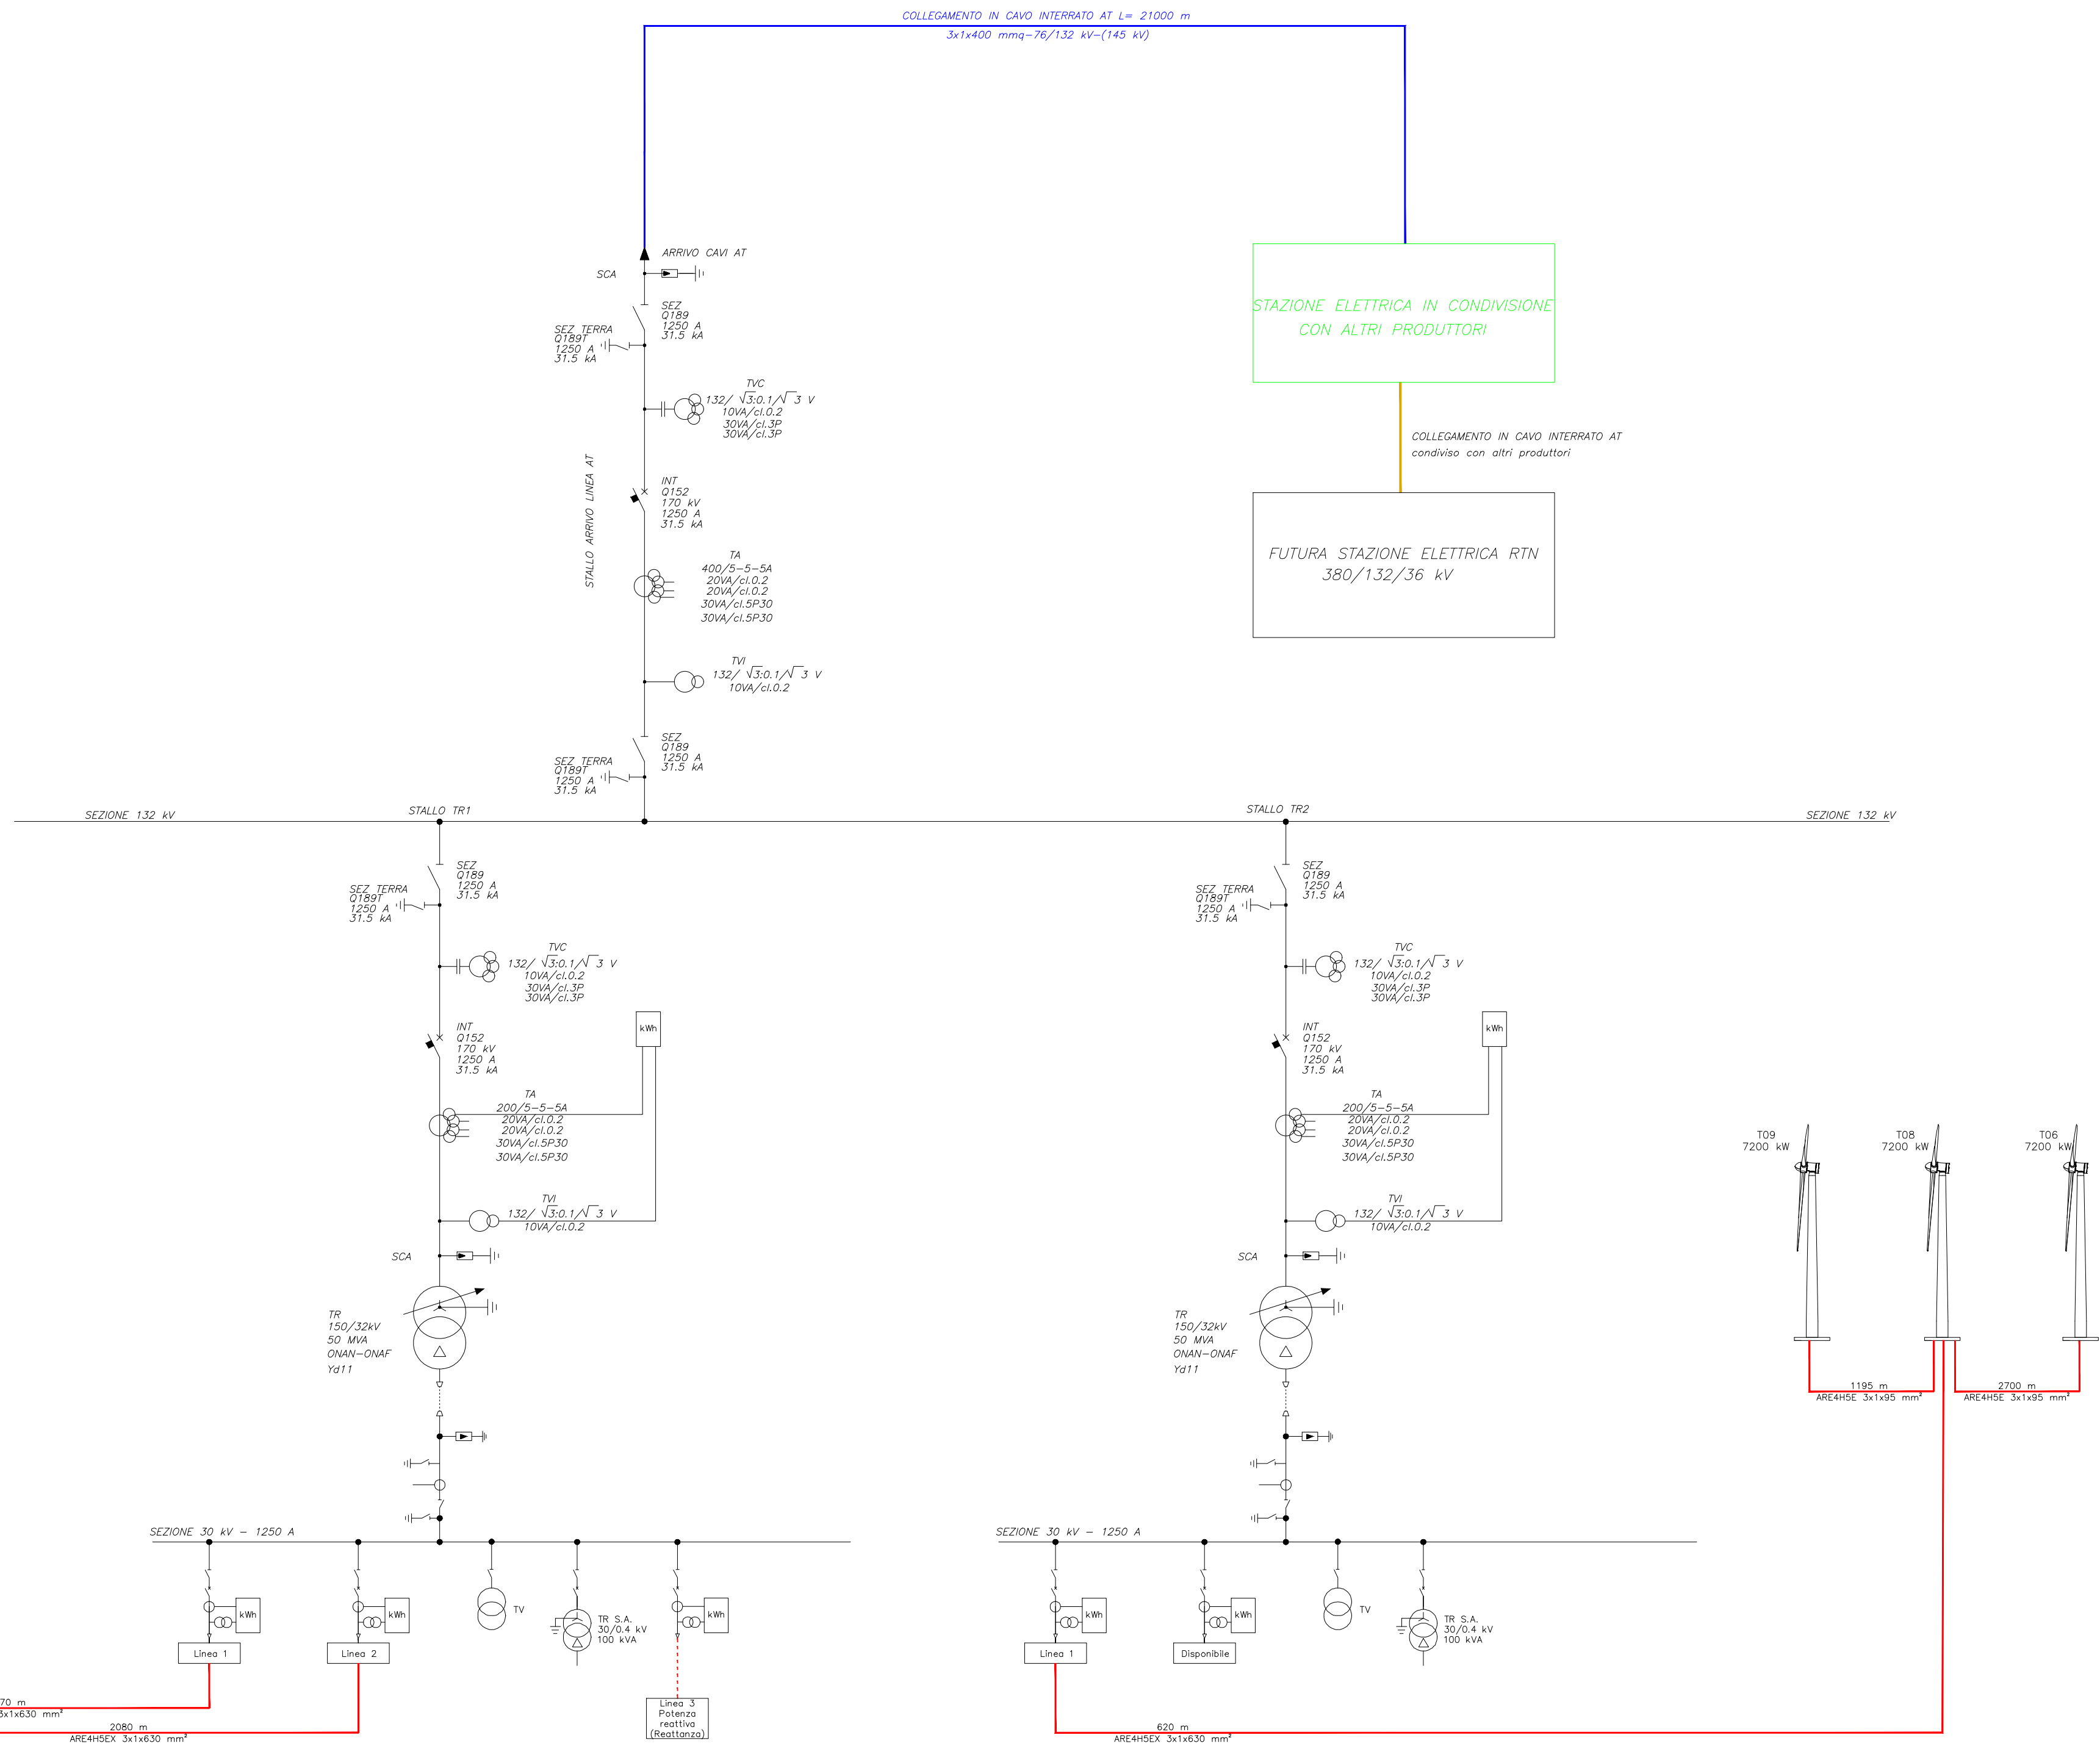 COLLEGAMENTO IN CAVO INTERRATO AT L= 21000 m
3x1x400 mmq-76/132 kV-(145 kV)
ARRIVO CAVI AT
SCA
SEZ
Q189
1250 A
31.5 kA
SEZ TERRA
Q189T
1250 A
31.5 kA
TVC
132/ √3:0.1/√ 3 V
10VA/cl.0.2
30VA/cl.3P
30VA/cl.3P
STALLO ARRIVO LINEA AT
INT
Q152
170 kV
1250 A
31.5 kA
TA
400/5-5-5A
20VA/cl.0.2
20VA/cl.0.2
30VA/cl.5P30
30VA/cl.5P30
TVI
132/ √3:0.1/√ 3 V
10VA/cl.0.2
SEZ
Q189
1250 A
31.5 kA
SEZ TERRA
Q189T
1250 A
31.5 kA
STAZIONE ELETTRICA IN CONDIVISIONE
CON ALTRI PRODUTTORI
COLLEGAMENTO IN CAVO INTERRATO AT
condiviso con altri produttori
FUTURA STAZIONE ELETTRICA RTN
380/132/36 kV
SEZIONE 132 kV
STALLO TR1
STALLO TR2
SEZIONE 132 kV
SEZ
Q189
1250 A
31.5 kA
SEZ TERRA
Q189T
1250 A
31.5 kA
TVC
132/ √3:0.1/√ 3 V
10VA/cl.0.2
30VA/cl.3P
30VA/cl.3P
INT
Q152
170 kV
1250 A
31.5 kA
kWh
TA
200/5-5-5A
20VA/cl.0.2
20VA/cl.0.2
30VA/cl.5P30
30VA/cl.5P30
TVI
132/ √3:0.1/√ 3 V
10VA/cl.0.2
SCA
TR
150/32kV
50 MVA
ONAN-ONAF
Yd11
SEZIONE 30 kV - 1250 A
kWh
kWh
TV
TR S.A.
30/0.4 kV
100 kVA
kWh
Linea 1
Linea 2
Linea 3
Potenza
reattiva
(Reattanza)
70 m
3x1x630 mm²
2080 m
ARE4H5EX 3x1x630 mm²
SEZ
Q189
1250 A
31.5 kA
SEZ TERRA
Q189T
1250 A
31.5 kA
TVC
132/ √3:0.1/√ 3 V
10VA/cl.0.2
30VA/cl.3P
30VA/cl.3P
INT
Q152
170 kV
1250 A
31.5 kA
kWh
TA
200/5-5-5A
20VA/cl.0.2
20VA/cl.0.2
30VA/cl.5P30
30VA/cl.5P30
TVI
132/ √3:0.1/√ 3 V
10VA/cl.0.2
SCA
TR
150/32kV
50 MVA
ONAN-ONAF
Yd11
SEZIONE 30 kV - 1250 A
kWh
kWh
TV
TR S.A.
30/0.4 kV
100 kVA
Linea 1
Disponibile
620 m
ARE4H5EX 3x1x630 mm²
T09
7200 kW
T08
7200 kW
T06
7200 kW
1195 m
ARE4H5E 3x1x95 mm²
2700 m
ARE4H5E 3x1x95 mm²